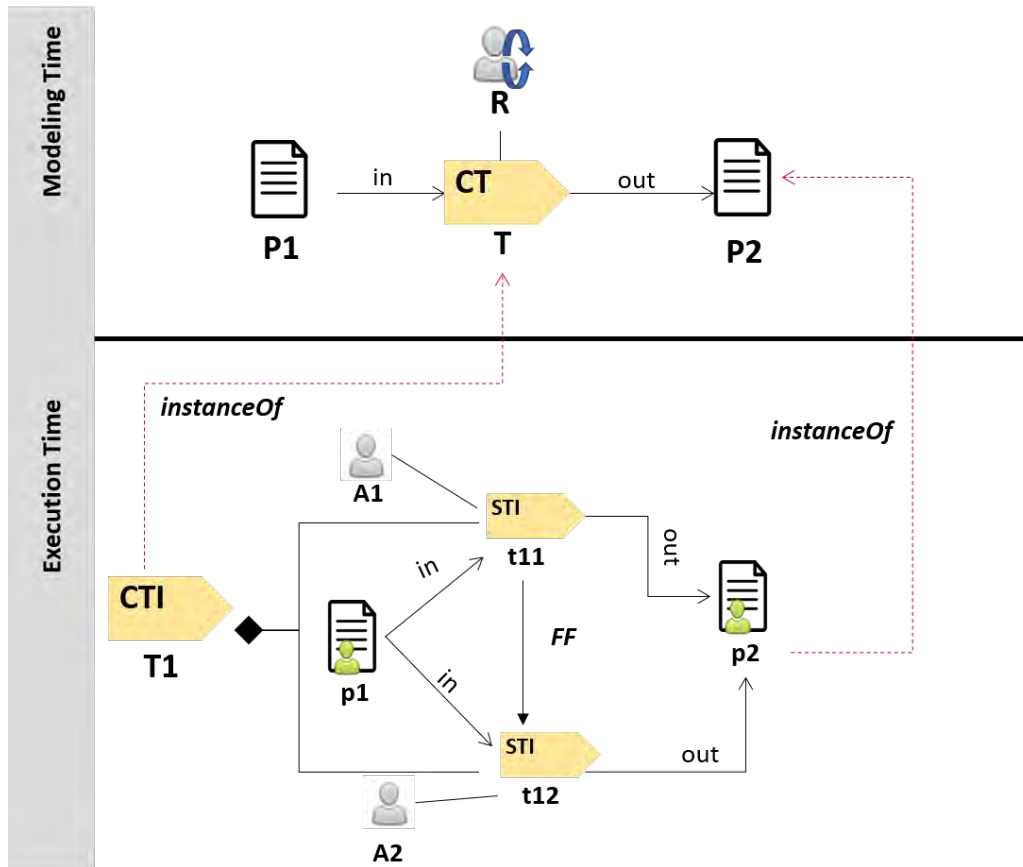 Modeling Time
R
in
CT
out
P1
T
P2
Execution Time
instanceOf
instanceOf
A1
STI
t11
in
out
CTI
T1
p1
FF
p2
in
STI
out
t12
A2